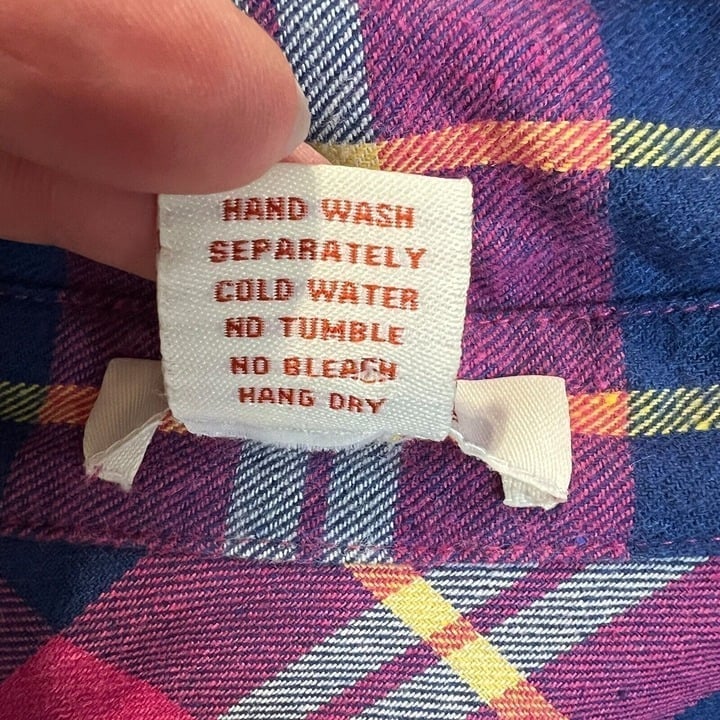 HAND WASH
SEPARATELY
COLD WATER
NO TUMBLE
NO BLEACH
HANG DRY